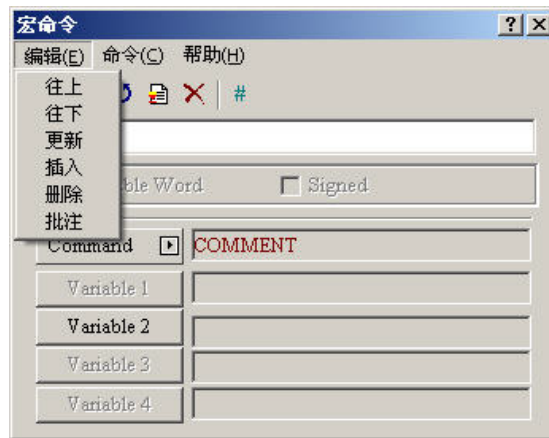 宏命令
编辑(E) 命令(C) 帮助(H)
往上
往下
更新
插入
删除
批注
#
ble Word Signed
Command COMMENT
Variable 1
Variable 2
Variable 3
Variable 4